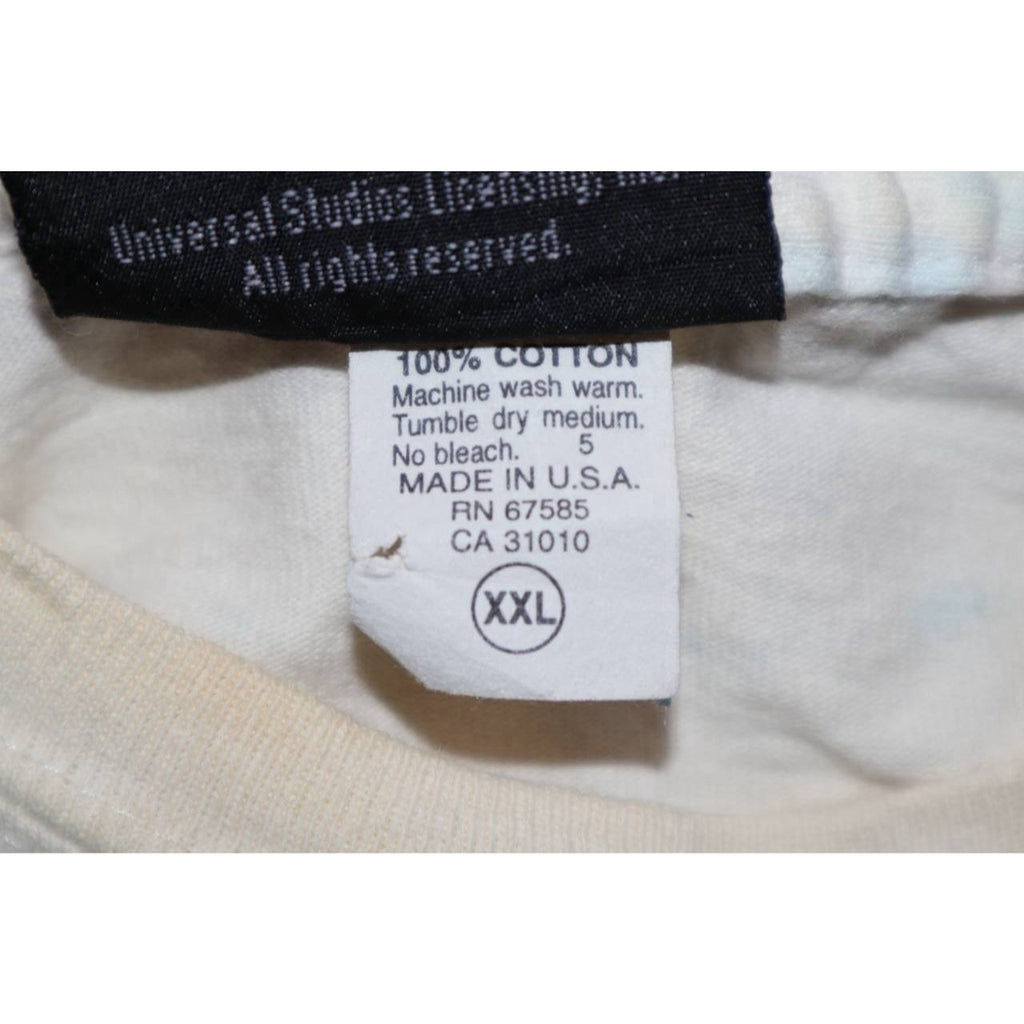 Universal Studios Licensing, Inc.
All rights reserved.
100% COTTON
Machine wash warm.
Tumble dry medium.
No bleach. 5
MADE IN U.S.A.
RN 67585
CA 31010
XXL